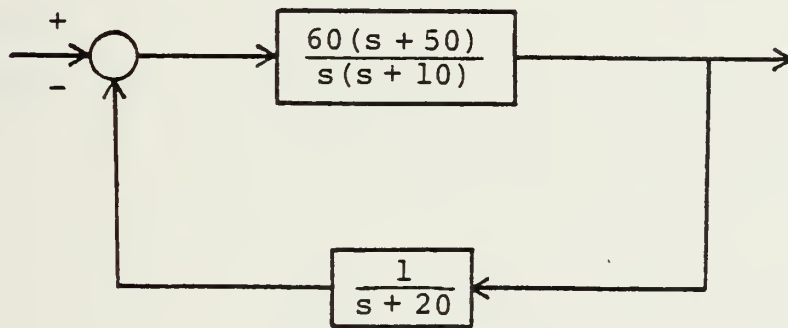 +
60(s + 50)
s(s + 10)
-
1
s + 20